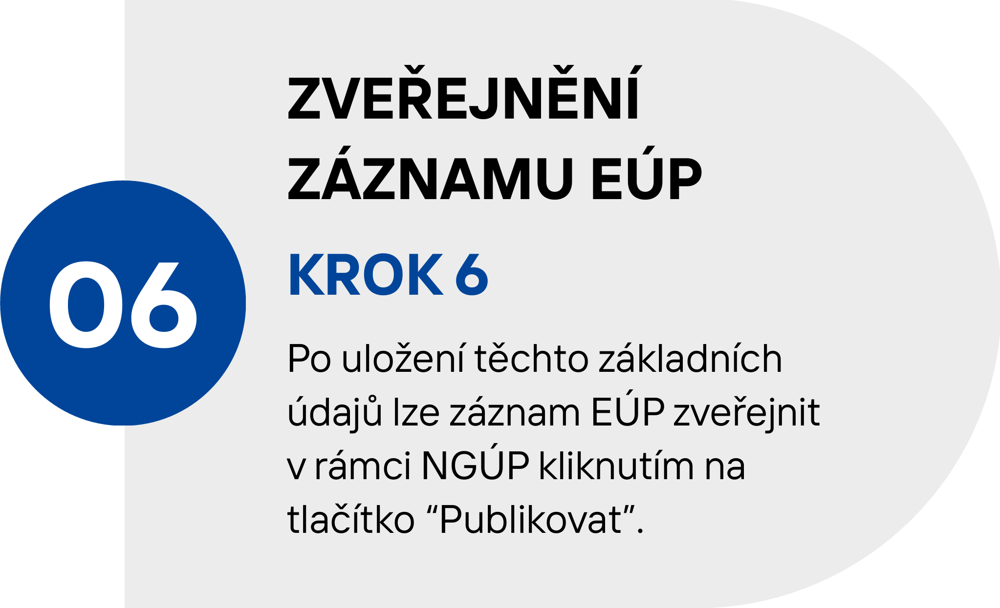 06
ZVEŘEJNĚNÍ
ZÁZNAMU EÚP
KROK 6
Po uložení těchto základních
údajů lze záznam EÚP zveřejnit
v rámci NGÚP kliknutím na
tlačítko “Publikovat”.